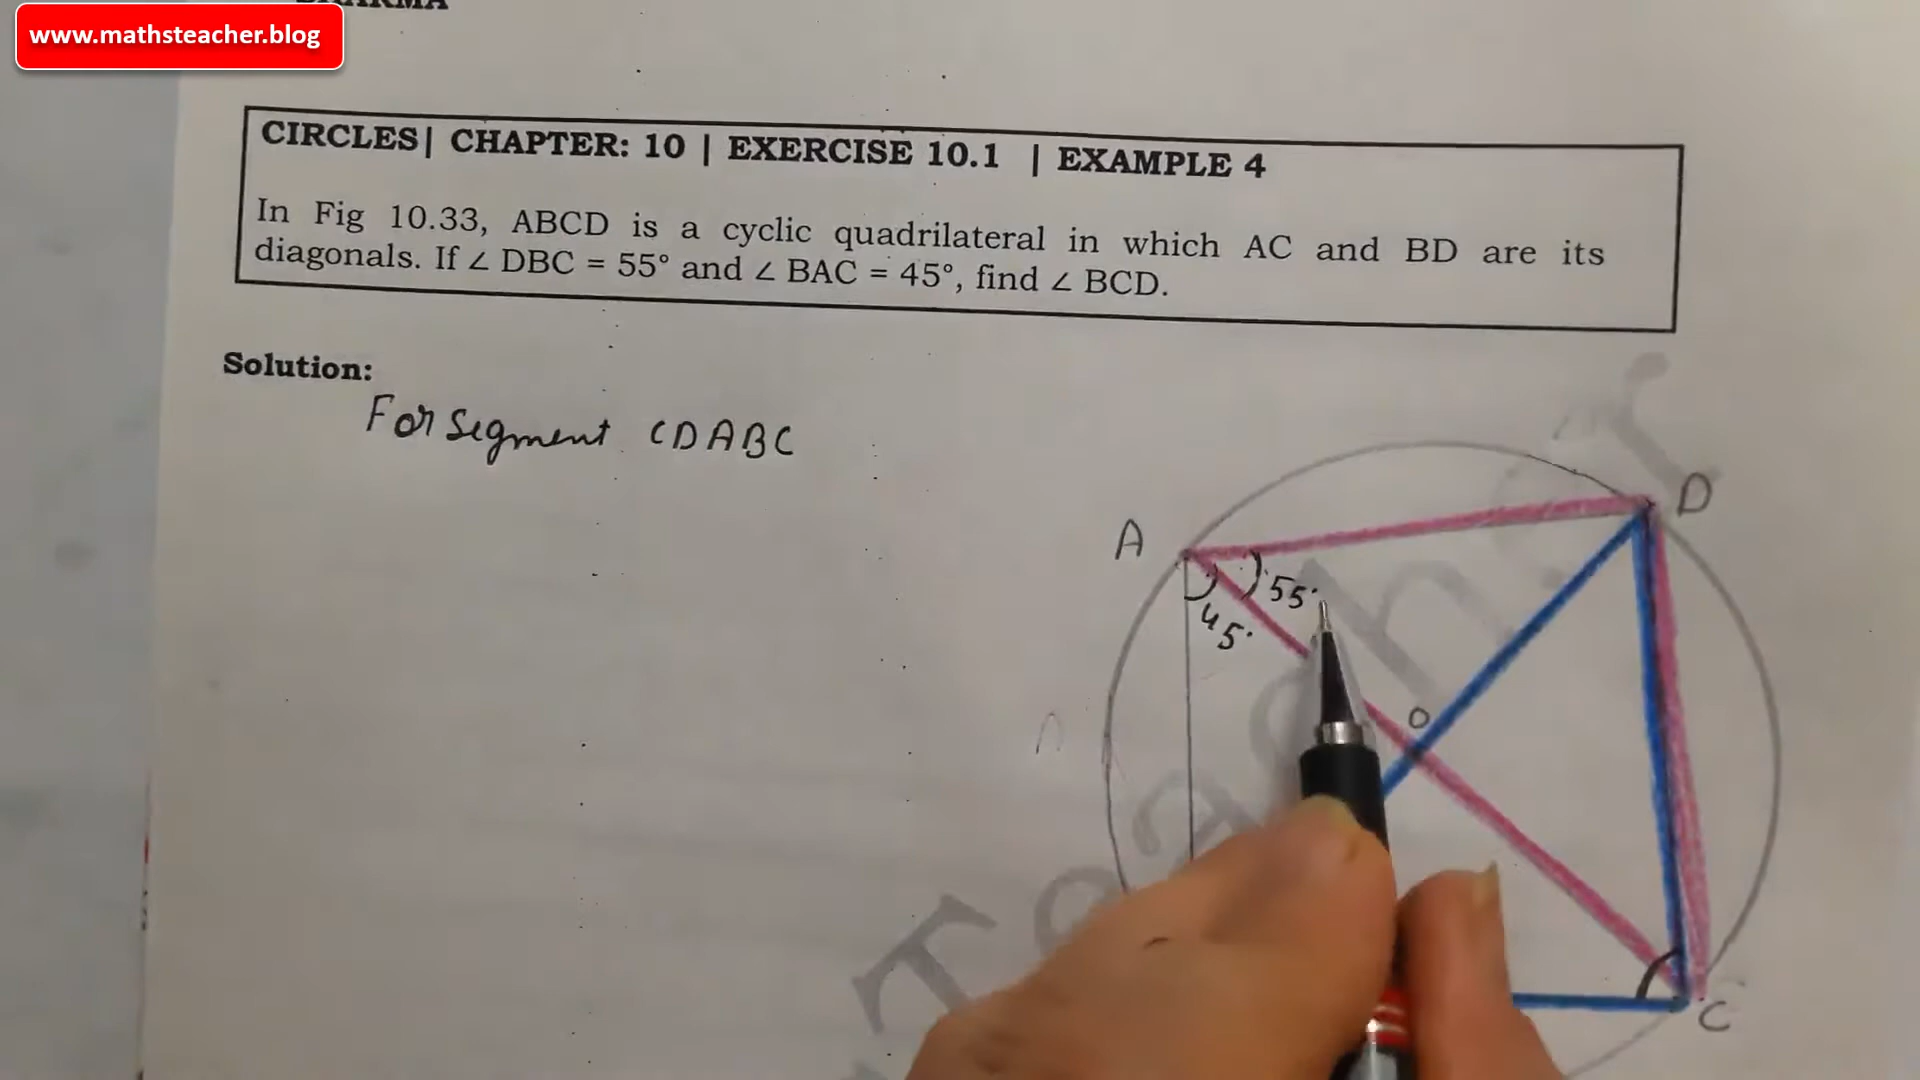 www.mathsteacher.blog
CIRCLES| CHAPTER: 10 | EXERCISE 10.1 | EXAMPLE 4
In Fig 10.33, ABCD is a cyclic quadrilateral in which AC and BD are its
diagonals. If ∠ DBC = 55° and ∠ BAC = 45°, find ∠ BCD.
Solution:
For segment CDABC
D
A
55°
45°
O
C